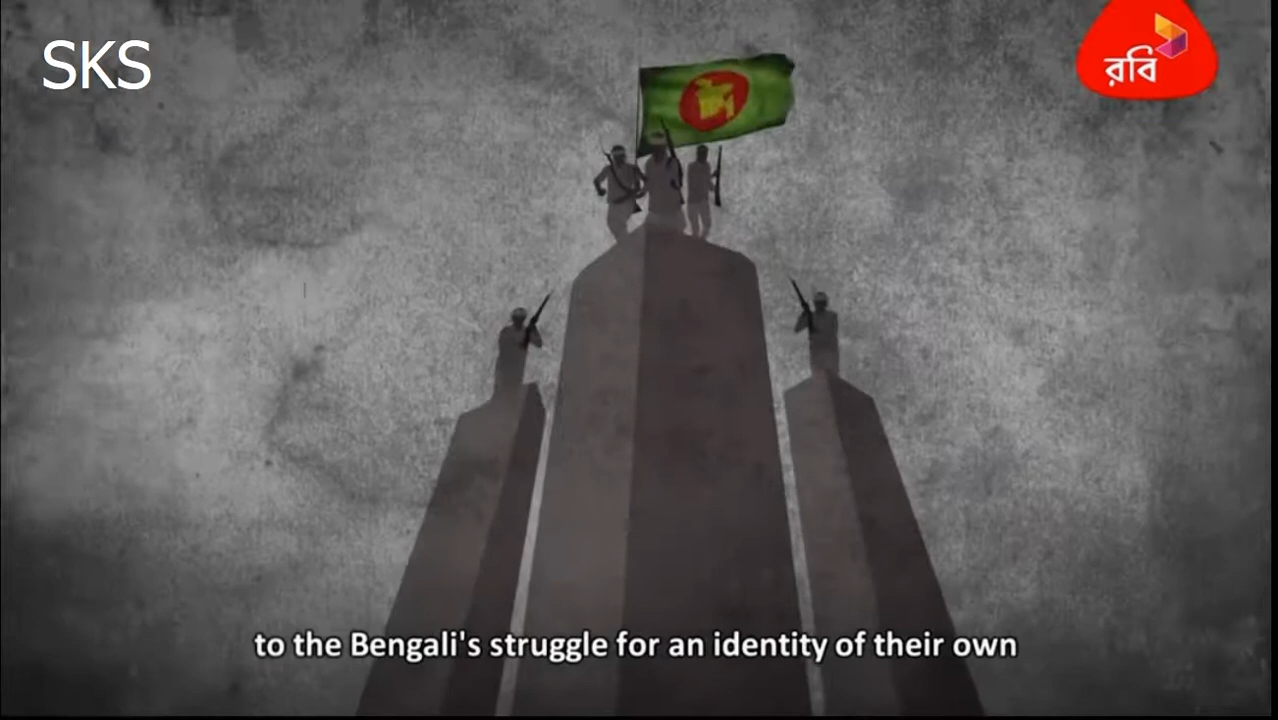 SKS
রবি
to the Bengali's struggle for an identity of their own